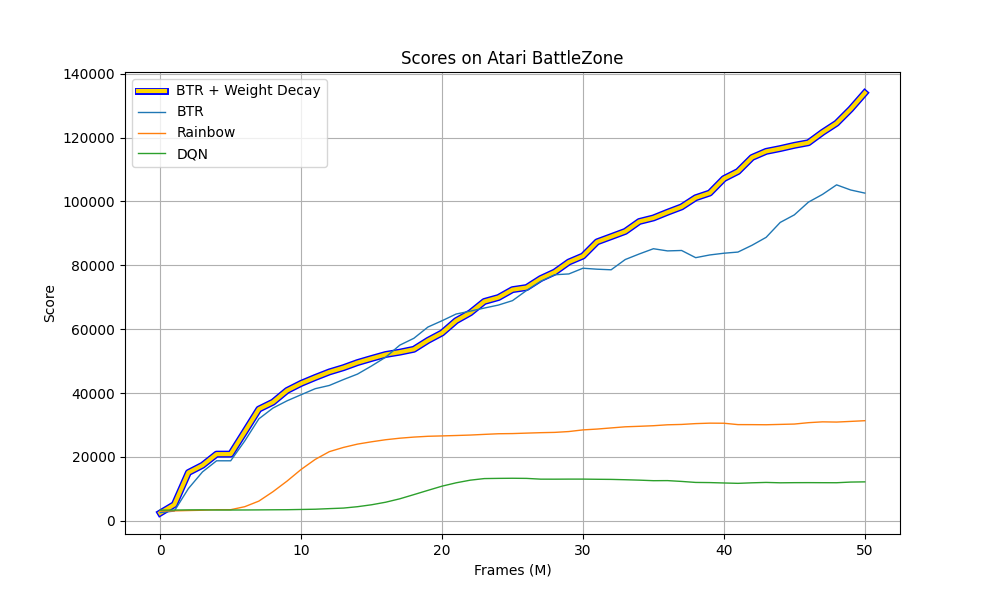 Scores on Atari BattleZone
140000
120000
100000
80000
60000
40000
20000
0
Score
BTR + Weight Decay
BTR
Rainbow
DQN
0 10 20 30 40 50
Frames (M)